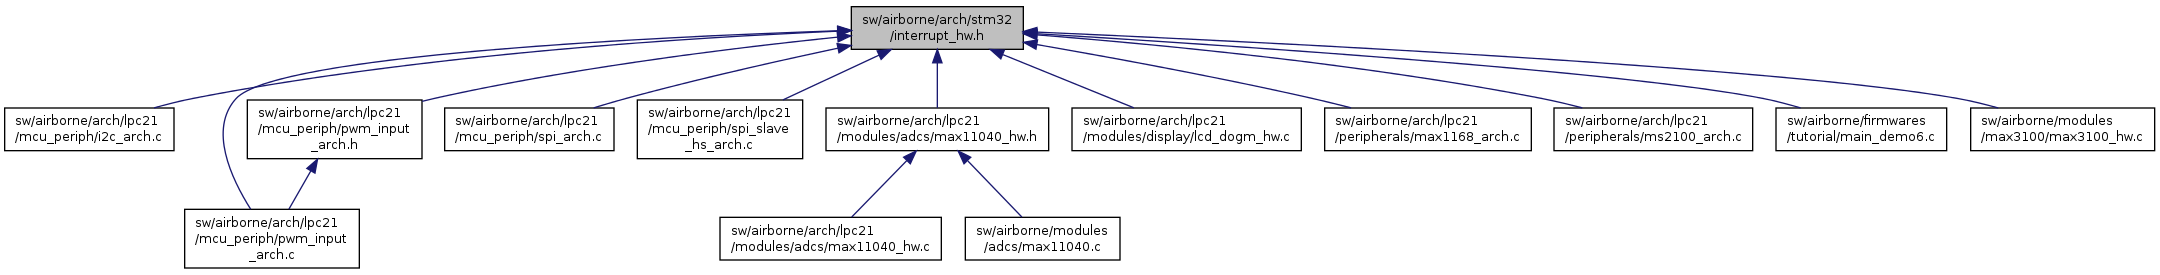 sw/airborne/arch/stm32
/interrupt_hw.h
sw/airborne/arch/lpc21
/mcu_periph/i2c_arch.c
sw/airborne/arch/lpc21
/mcu_periph/pwm_input
_arch.h
sw/airborne/arch/lpc21
/mcu_periph/spi_arch.c
sw/airborne/arch/lpc21
/mcu_periph/spi_slave
_hs_arch.c
sw/airborne/arch/lpc21
/modules/adcs/max11040_hw.h
sw/airborne/arch/lpc21
/modules/display/lcd_dogm_hw.c
sw/airborne/arch/lpc21
/peripherals/max1168_arch.c
sw/airborne/arch/lpc21
/peripherals/ms2100_arch.c
sw/airborne/firmwares
/tutorial/main_demo6.c
sw/airborne/modules
/max3100/max3100_hw.c
sw/airborne/arch/lpc21
/mcu_periph/pwm_input
_arch.c
sw/airborne/arch/lpc21
/modules/adcs/max11040_hw.c
sw/airborne/modules
/adcs/max11040.c